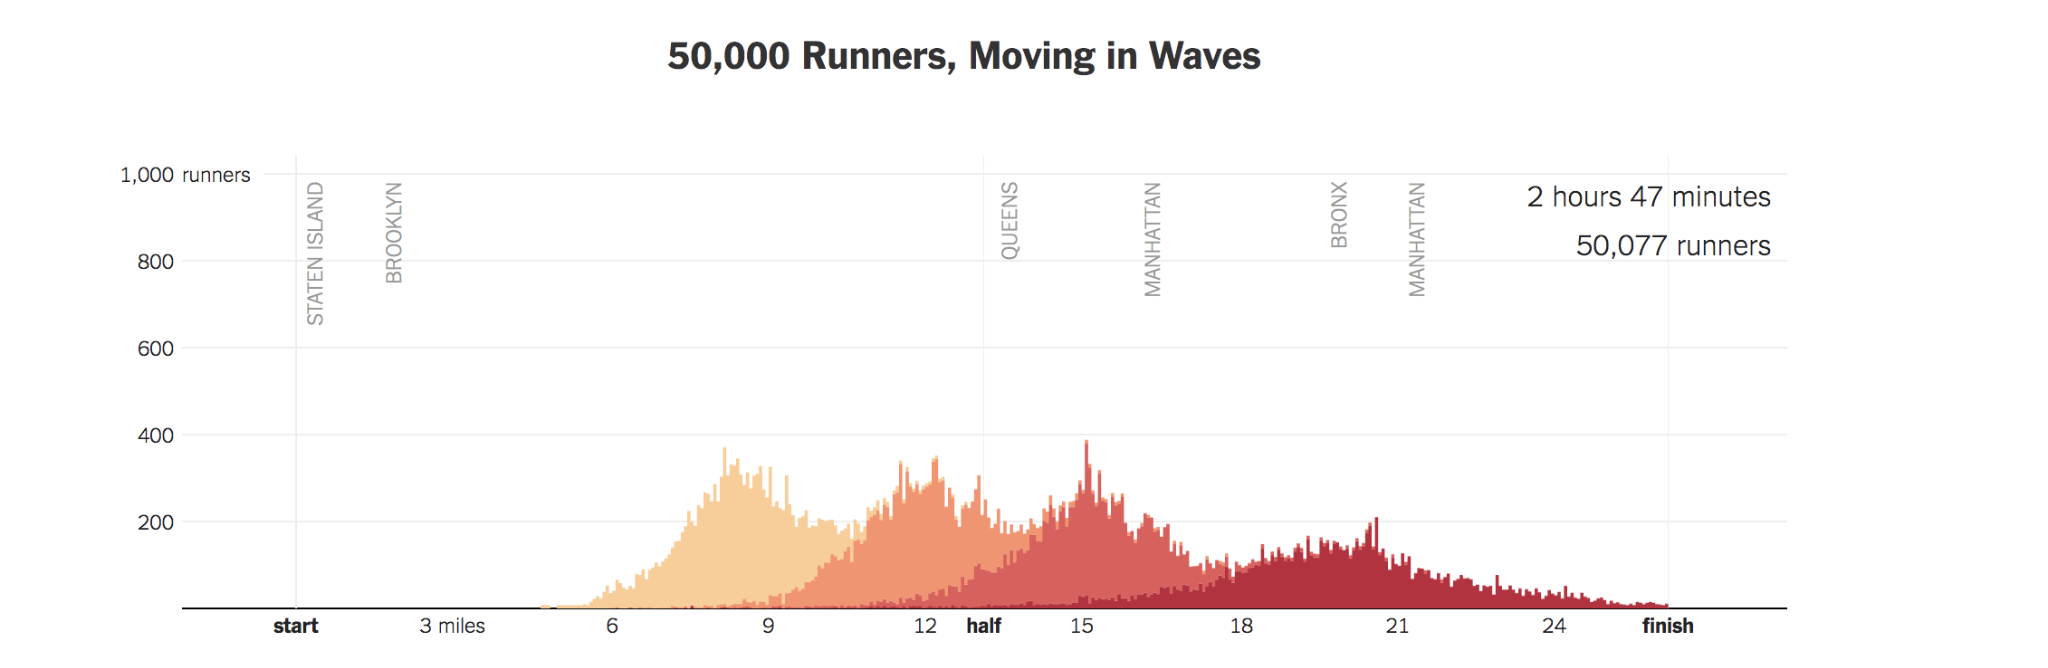 50,000 Runners, Moving in Waves
1,000 runners
800
600
400
200
STATEN ISLAND
BROOKLYN
QUEENS
MANHATTAN
BRONX
MANHATTAN
2 hours 47 minutes
50,077 runners
start 3 miles 6 9 12 half 15 18 21 24 finish